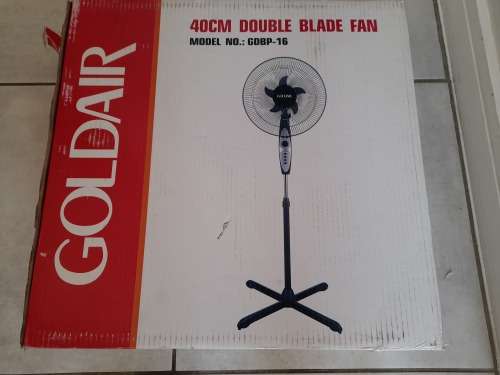 40CM DOUBLE BLADE FAN
MODEL NO.: GDBP-16
GOLDAIR